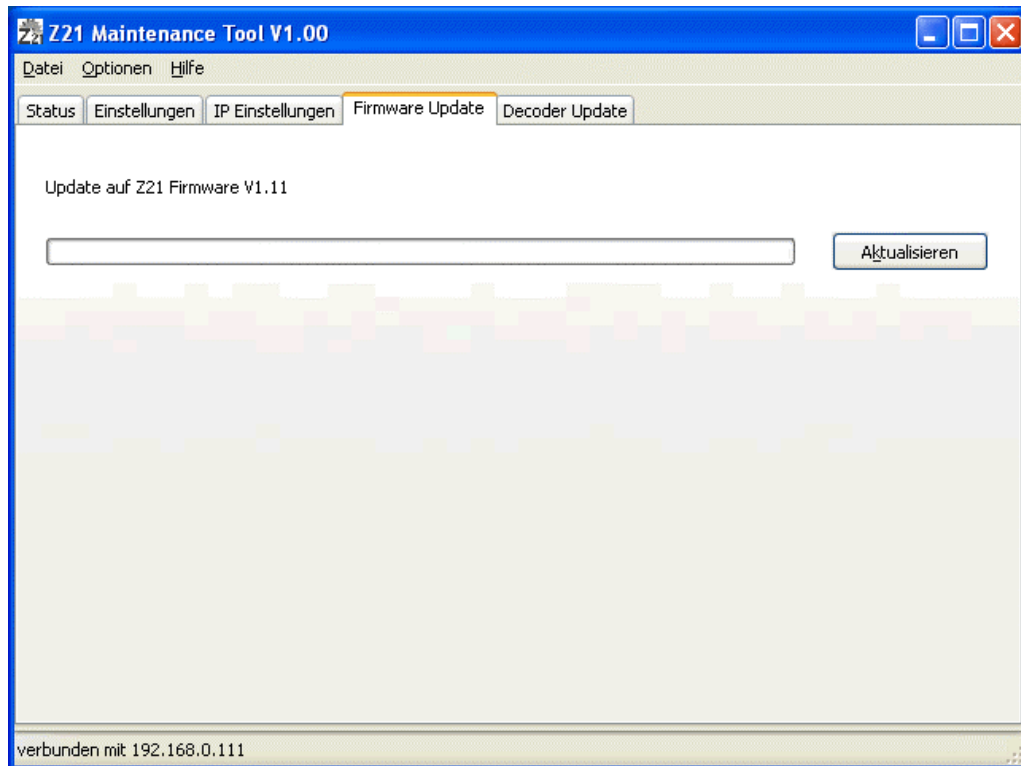 Z21 Maintenance Tool V1.00
Datei Optionen Hilfe
Status Einstellungen IP Einstellungen Firmware Update Decoder Update
Update auf Z21 Firmware V1.11
Aktualisieren
verbunden mit 192.168.0.111